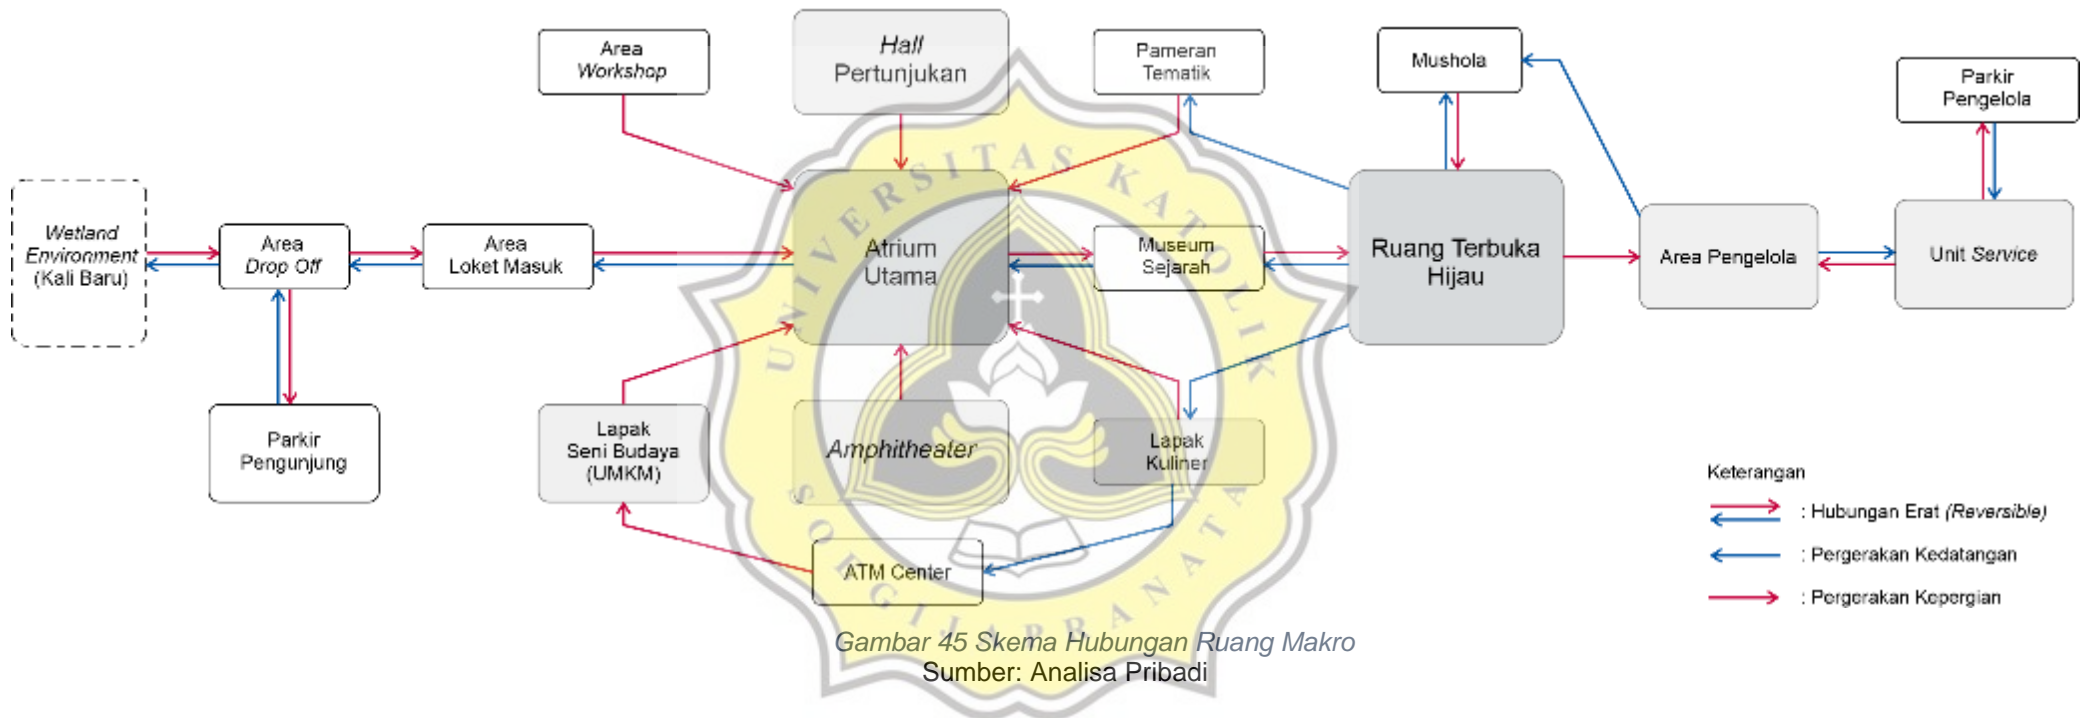 Area
Workshop
Hall
Pertunjukan
Pameran
Tematik
Mushola
Parkir
Pengelola
Wetland
Environment
(Kali Baru)
Area
Drop Off
Area
Loket Masuk
Atrium
Utama
Museum
Sejarah
Ruang Terbuka
Hijau
Area Pengelola
Unit Service
Parkir
Pengunjung
Lapak
Seni Budaya
(UMKM)
Amphitheater
Lapak
Kuliner
ATM Center
Keterangan
: Hubungan Erat (Reversible)
: Pergerakan Kedatangan
: Pergerakan Kepergian
UNIVERSITAS KATOLIK
SOEGIJAPRANATA
Gambar 45 Skema Hubungan Ruang Makro
Sumber: Analisa Pribadi